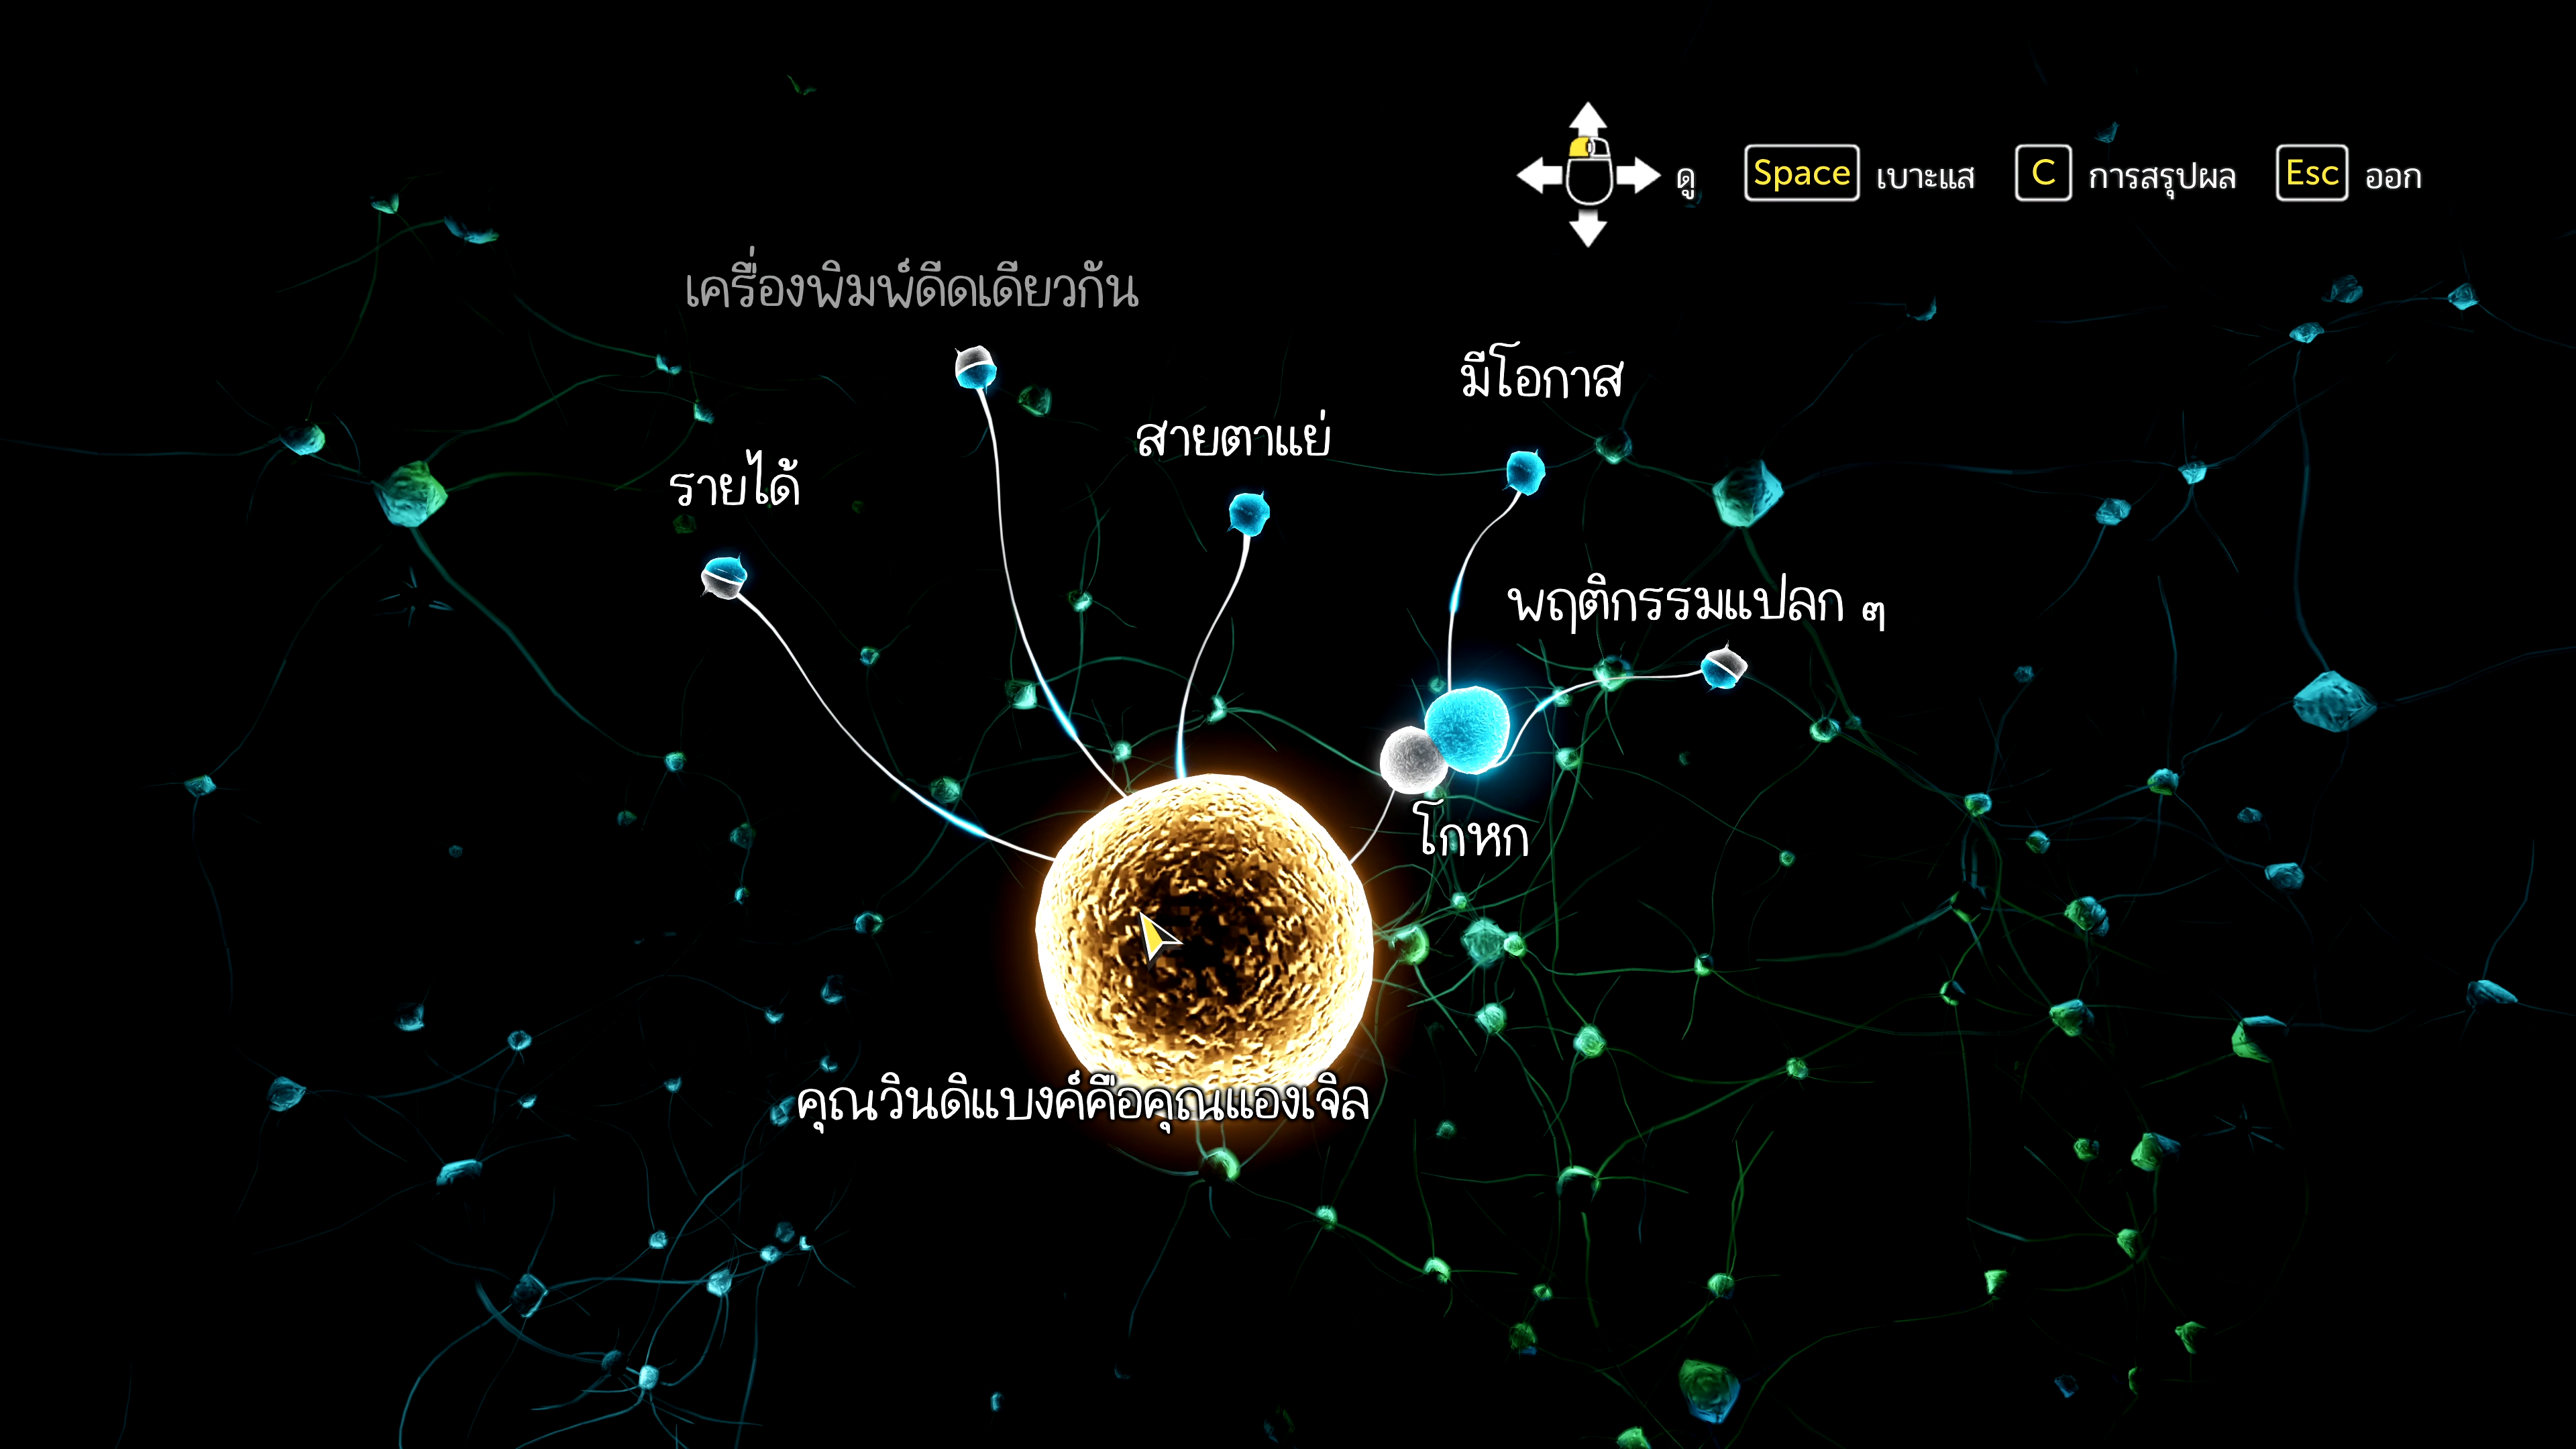 ดู Space เบาะแส C การสรุปผล Esc ออก
เครื่องพิมพ์ดีดเดียวกัน
มีโอกาส
สายตาแย่
รายได้
พฤติกรรมแปลก ๆ
โกหก
คุณวินดิแบงค์คือคุณแองเจิล